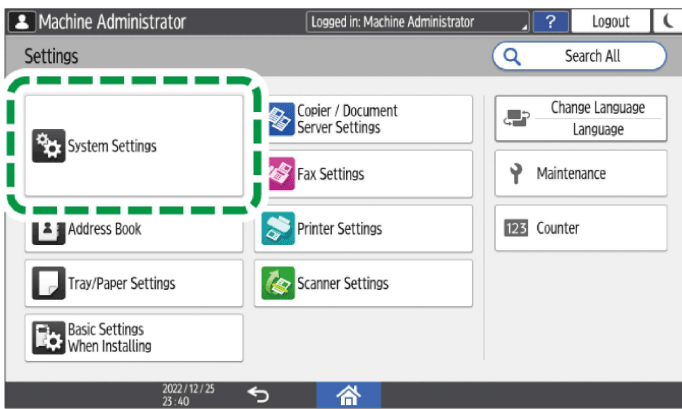 Machine Administrator
Logged in: Machine Administrator
?
Logout
Settings
Search All
System Settings
Copier / Document
Server Settings
Change Language
Language
Fax Settings
Maintenance
Address Book
Printer Settings
123 Counter
Tray/Paper Settings
Scanner Settings
Basic Settings
When Installing
2022/12/25
23:40